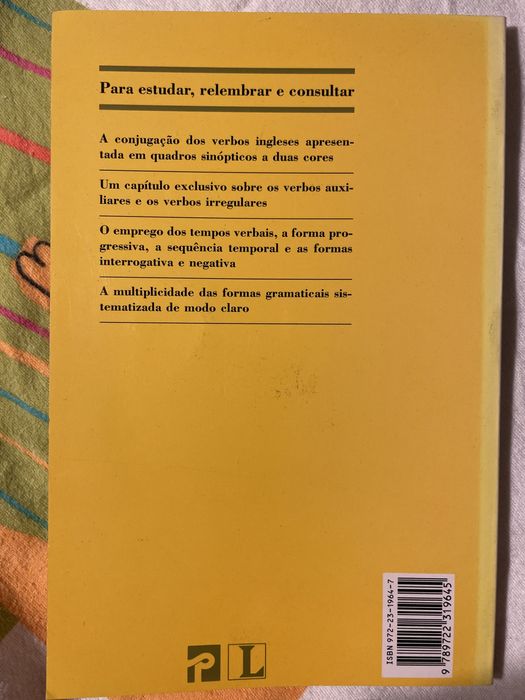 Para estudar, relembrar e consultar
A conjugação dos verbos ingleses apresen-
tada em quadros sinópticos a duas cores
Um capítulo exclusivo sobre os verbos auxi-
liares e os verbos irregulares
O emprego dos tempos verbais, a forma pro-
gressiva, a sequência temporal e as formas
interrogativa e negativa
A multiplicidade das formas gramaticais sis-
tematizada de modo claro
ISBN 972-23-1964-7
9 789722 319645
P L